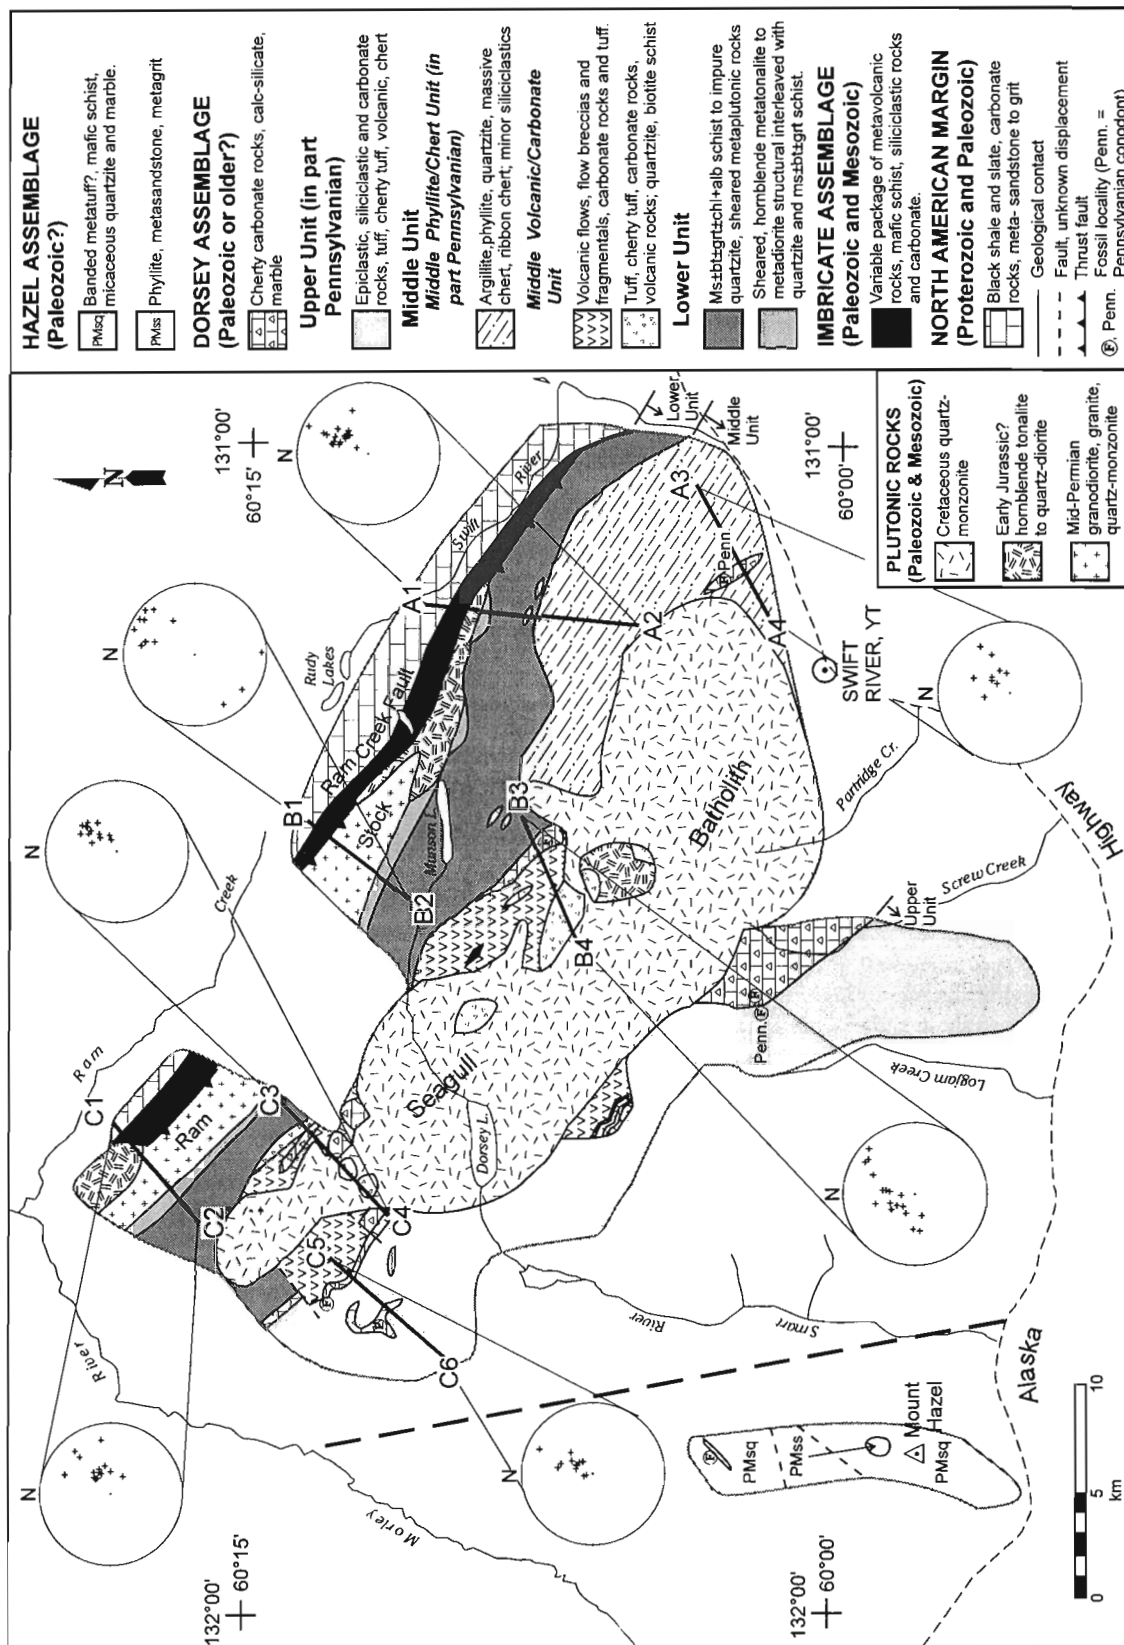 HAZEL ASSEMBLAGE
(Paleozoic?)
PMsq
Banded metatuff?, mafic schist,
micaceous quartzite and marble.
PMss
Phyllite, metasandstone, metagrit
DORSEY ASSEMBLAGE
(Paleozoic or older?)
Cherty carbonate rocks, calc-silicate,
marble
Upper Unit (in part
Pennsylvanian)
Epiclastic, siliciclastic and carbonate
rocks, tuff, cherty tuff, volcanic, chert
Middle Unit
Middle Phyllite/Chert Unit (in
part Pennsylvanian)
Argillite, phyllite, quartzite, massive
chert, ribbon chert; minor siliciclastics
Middle Volcanic/Carbonate
Unit
Volcanic flows, flow breccias and
fragmentals, carbonate rocks and tuff.
Tuff, cherty tuff, carbonate rocks,
volcanic rocks; quartzite, biotite schist
Lower Unit
Ms±bt±grt±chl+alb schist to impure
quartzite, sheared metaplutonic rocks
Sheared, hornblende metatonalite to
metadiorite structural interleaved with
quartzite and ms±bt±grt schist.
IMBRICATE ASSEMBLAGE
(Paleozoic and Mesozoic)
Variable package of metavolcanic
rocks, mafic schist, siliciclastic rocks
and carbonate.
NORTH AMERICAN MARGIN
(Proterozoic and Paleozoic)
Black shale and slate, carbonate
rocks, meta- sandstone to grit
Geological contact
Fault, unknown displacement
Thrust fault
F, Penn.
Fossil locality (Penn. =
Pennsylvanian conodont)
PLUTONIC ROCKS
(Paleozoic & Mesozoic)
Cretaceous quartz-
monzonite
Early Jurassic?
hornblende tonalite
to quartz-diorite
Mid-Permian
granodiorite, granite,
quartz-monzonite
N
131°00'
60°15'
131°00'
60°00'
132°00'
60°15'
132°00'
60°00'
N
N
N
N
N
N
N
N
Lower
Unit
Middle
Unit
Upper
Unit
River
Swift
A1
A2
A3
A4
B1
B2
B3
B4
C1
C2
C3
C4
C5
C6
Rudy
Lakes
Ram Creek Fault
Stock
Munson L.
Ram
Creek
Ram
Seagull
Batholith
Dorsey L.
F Penn.
F
Penn. F F
F
F
SWIFT
RIVER, YT
Partridge Cr.
Screw Creek
Logjam Creek
Highway
Alaska
River
Smart
River
Morley
F
PMsq
PMss
PMsq
Mount
Hazel
0
5
10
km